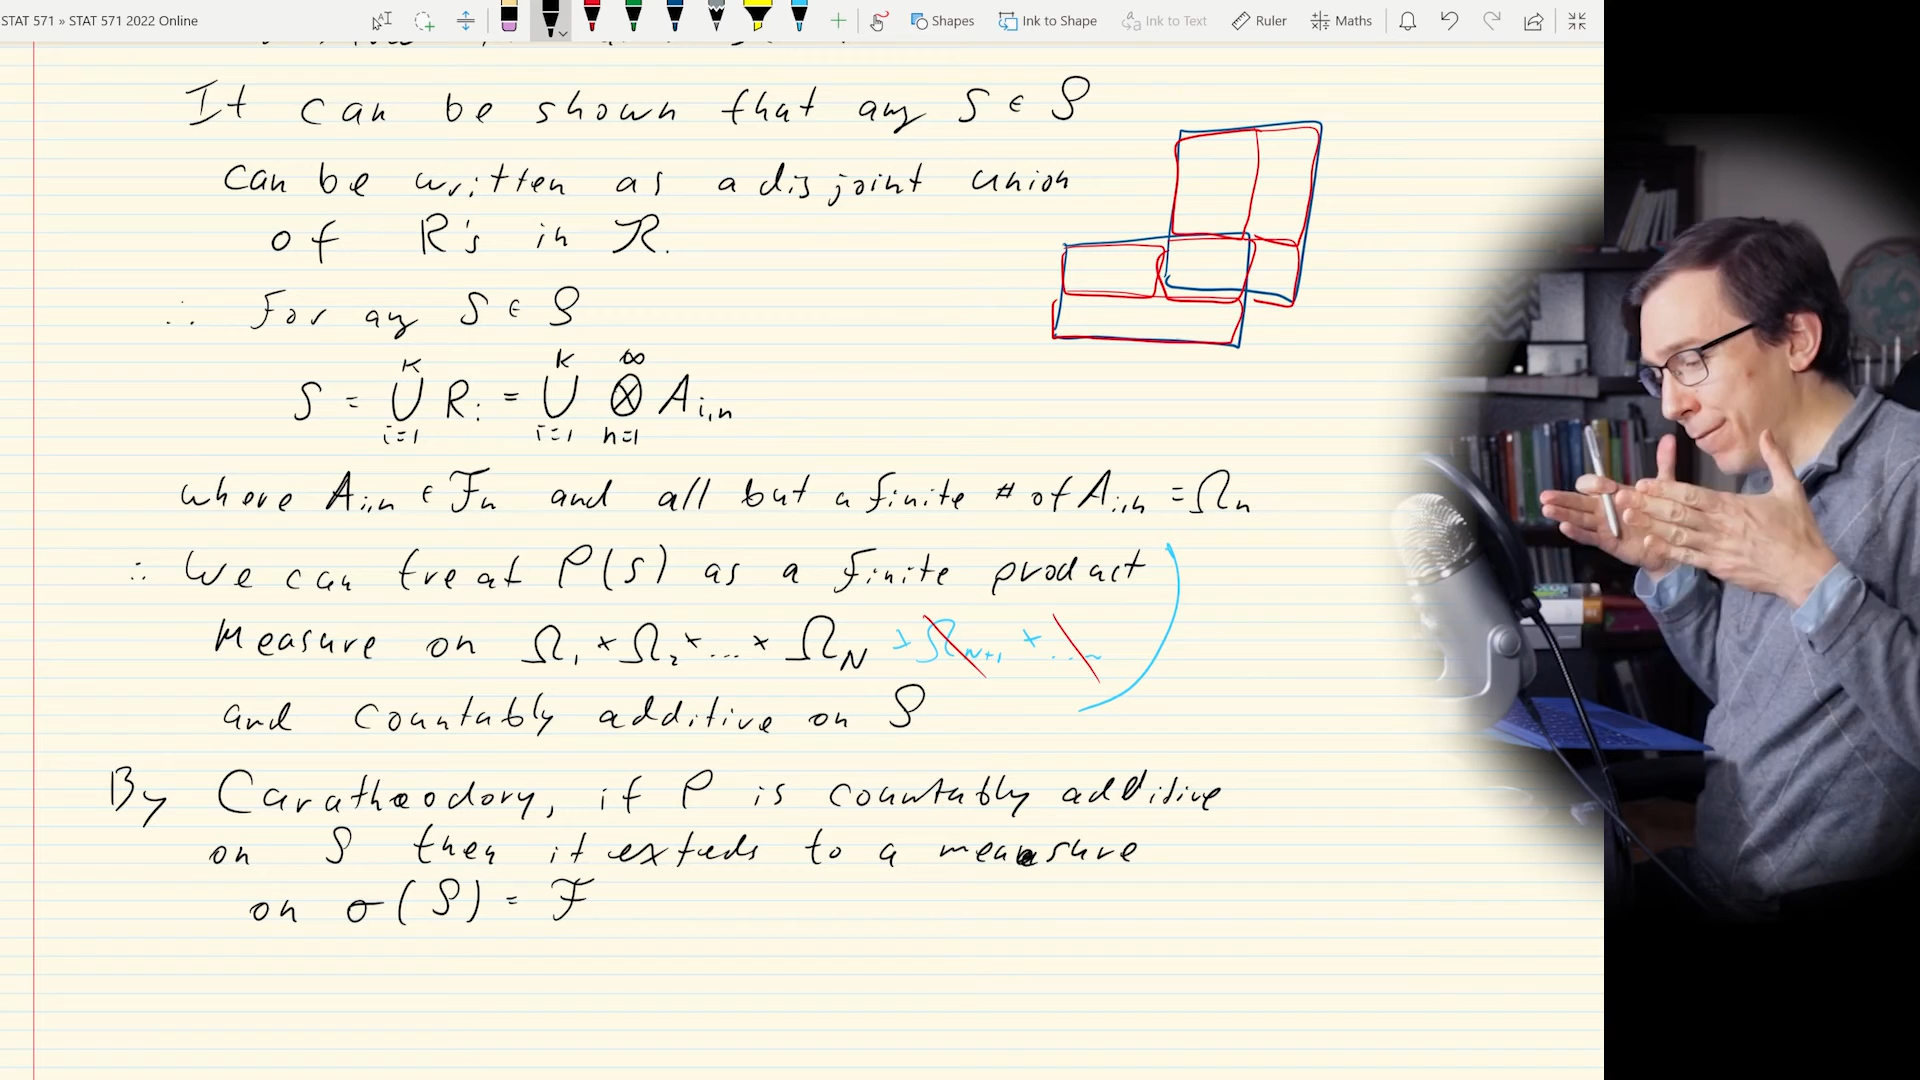 STAT 571 » STAT 571 2022 Online
Shapes Ink to Shape Ink to Text Ruler Maths
It can be shown that any S ∈ 𝒮
can be written as a disjoint union
of R's in ℛ.
∴ For any S ∈ 𝒮
S = ⋃_{i=1}^{K} R_i = ⋃_{i=1}^{K} ⊗_{n=1}^{∞} A_{i,n}
where A_{i,n} ∈ ℱ_n and all but a finite # of A_{i,n} = Ω_n
∴ We can treat P(S) as a finite product
Measure on Ω_1 × Ω_2 × ... × Ω_N × Ω_{N+1} × ...
and countably additive on 𝒮
By Caratheodory, if P is countably additive
on 𝒮 then it extends to a measure
on σ(𝒮) = ℱ